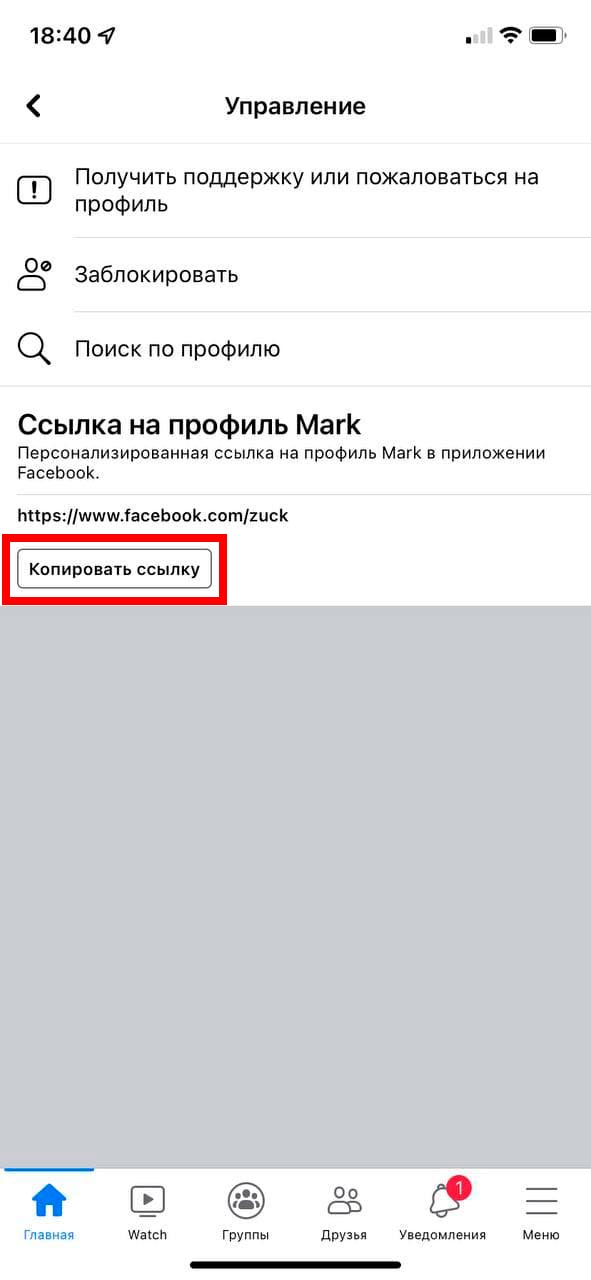 18:40
Управление
Получить поддержку или пожаловаться на
профиль
Заблокировать
Поиск по профилю
Ссылка на профиль Mark
Персонализированная ссылка на профиль Mark в приложении
Facebook.
https://www.facebook.com/zuck
Копировать ссылку
1
Главная Watch Группы Друзья Уведомления Меню